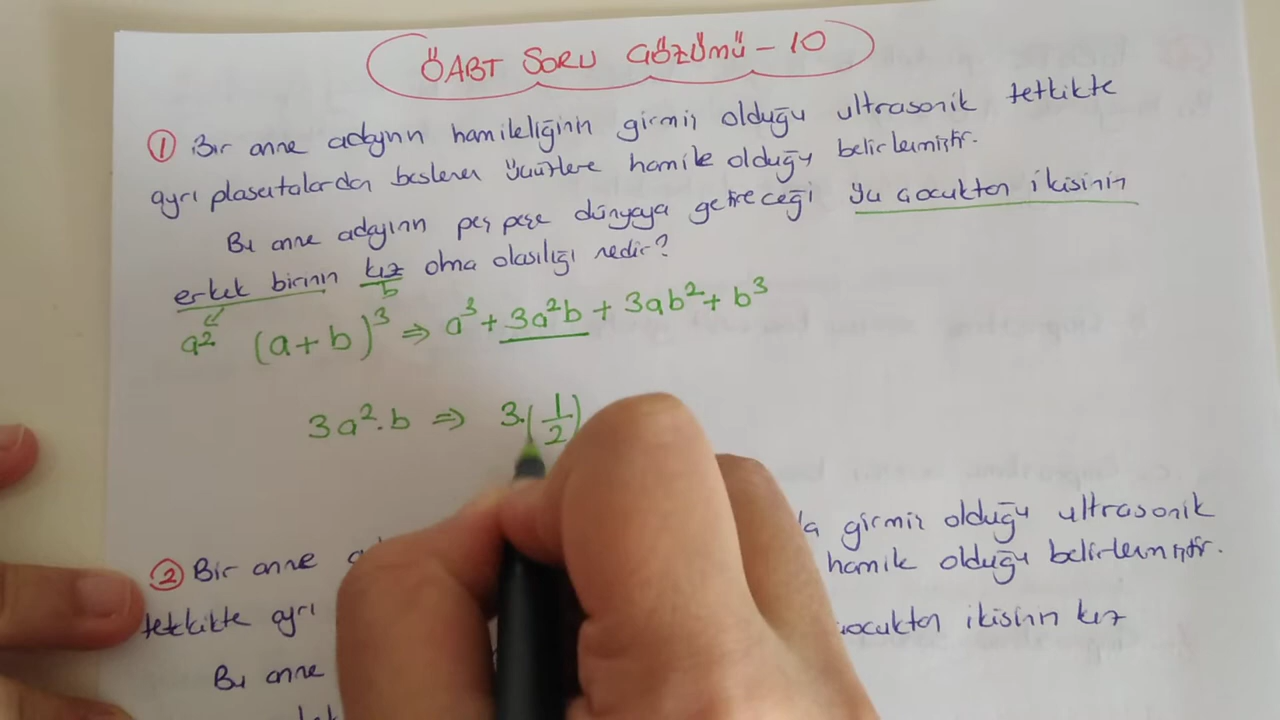 ÖABT SORU ÇÖZÜMÜ - 10
① Bir anne adayının hamileliğinin girmiş olduğu ultrasonik tetkikte
ayrı plasentalardan beslenen üçüzlere hamile olduğu belirlenmiştir.
Bu anne adayının peş peşe dünyaya getireceği üç çocuktan ikisinin
erkek birinin kız olma olasılığı nedir?
b
a² (a+b)³ ⇒ a³ + 3a²b + 3ab² + b³
3a².b ⇒ 3.(1/2)
② Bir anne girmiş olduğu ultrasonik
tetkikte ayrı hamile olduğu belirlenmiştir.
Bu anne çocuktan ikisinin kız